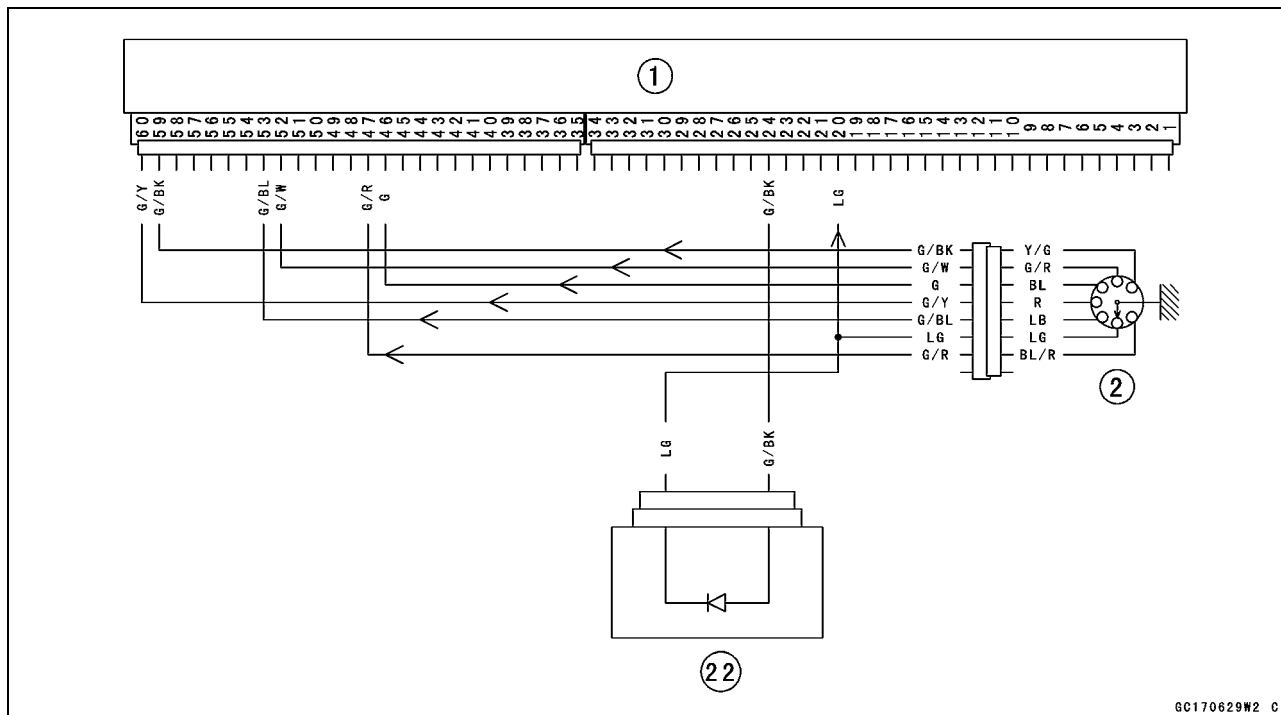 1
60 59 58 57 56 55 54 53 52 51 50 49 48 47 46 45 44 43 42 41 40 39 38 37 36 35 34 33 32 31 30 29 28 27 26 25 24 23 22 21 20 19 18 17 16 15 14 13 12 11 10 9 8 7 6 5 4 3 2 1
G/Y G/BK G/BL G/W G/R G G/BK LG
G/BK Y/G
G/W G/R
G BL
G/Y R
G/BL LB
LG LG
G/R BL/R
2
LG G/BK
22
GC170629W2 C